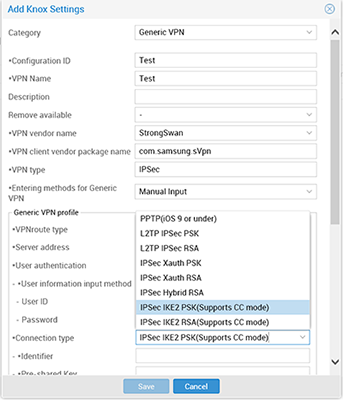 Add Knox Settings
Category Generic VPN
•Configuration ID Test
•VPN Name Test
Description
Remove available -
•VPN vendor name StrongSwan
•VPN client vendor package name com.samsung.sVpn
•VPN type IPSec
•Entering methods for Generic VPN Manual Input
Generic VPN profile
•VPNroute type
•Server address
•User authentication
- •User information input method
- User ID
- Password
PPTP(iOS 9 or under)
L2TP IPSec PSK
L2TP IPSec RSA
IPSec Xauth PSK
IPSec Xauth RSA
IPSec Hybrid RSA
IPSec IKE2 PSK(Supports CC mode)
IPSec IKE2 RSA(Supports CC mode)
•Connection type IPSec IKE2 PSK(Supports CC mode)
- •Identifier
- •Pre-shared Key
Save Cancel